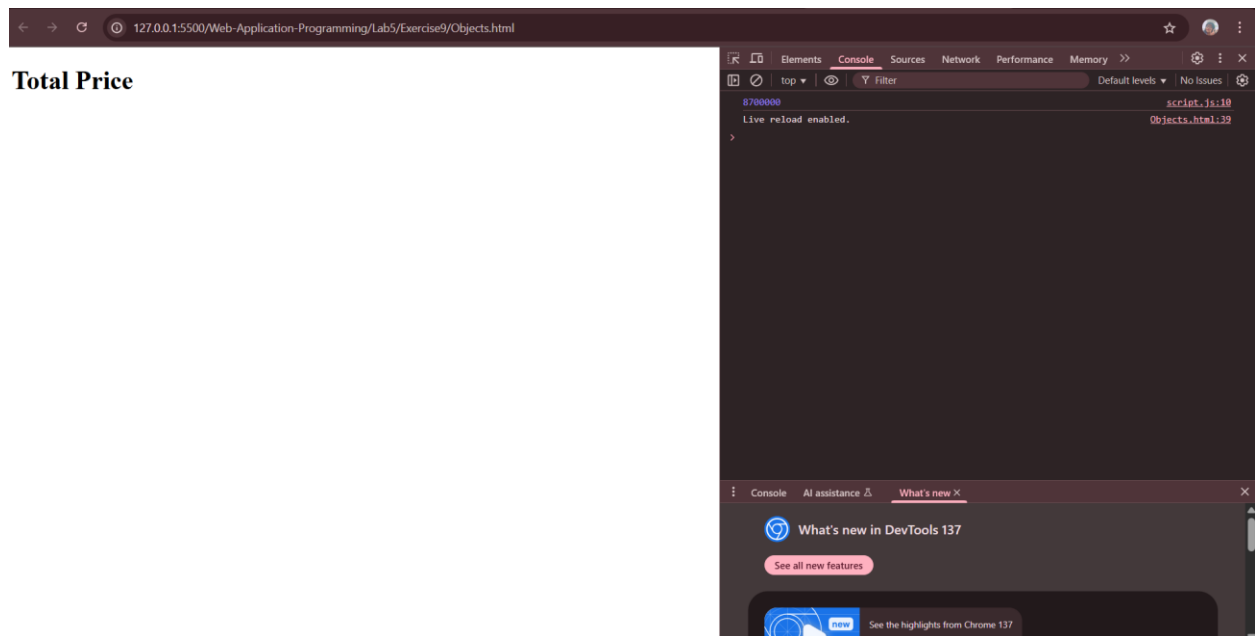 127.0.0.1:5500/Web-Application-Programming/Lab5/Exercise9/Objects.html
Total Price
Elements Console Sources Network Performance Memory
top Filter Default levels No Issues
8700000 script.js:10
Live reload enabled. Objects.html:39
Console AI assistance What's new
What's new in DevTools 137
See all new features
new See the highlights from Chrome 137